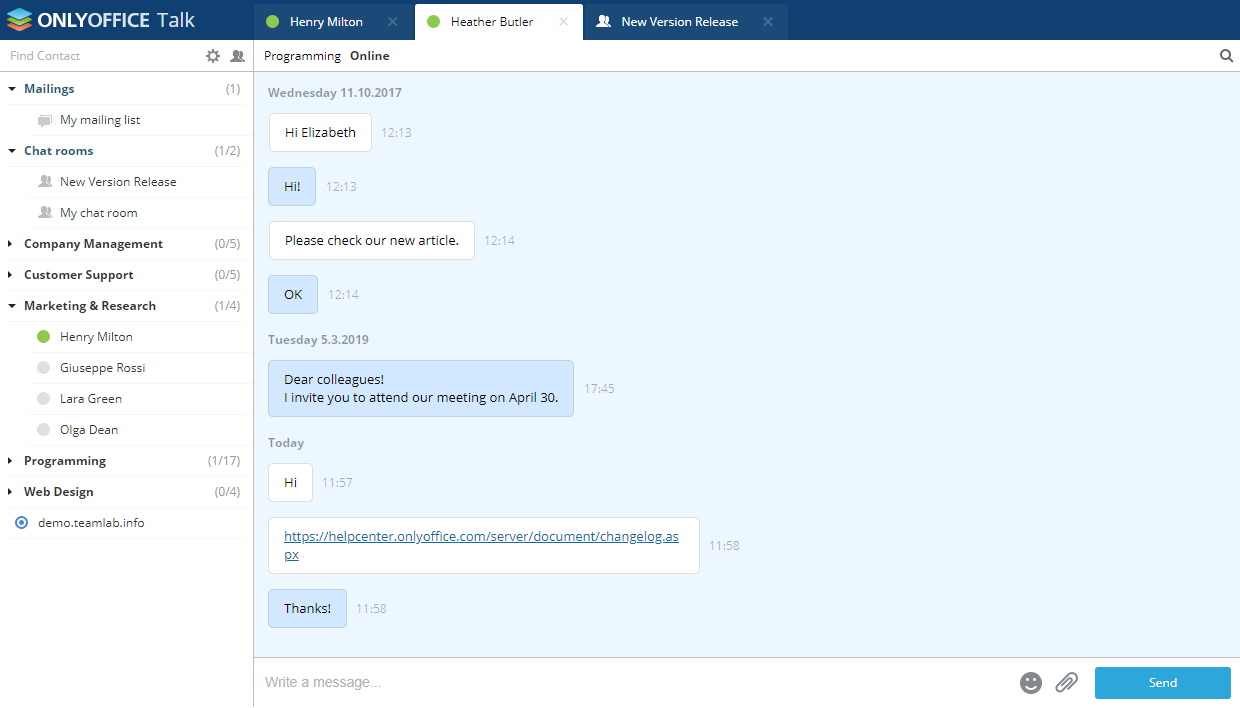 ONLYOFFICE Talk
Henry Milton
Heather Butler
New Version Release
Find Contact
Programming Online
Mailings (1)
My mailing list
Chat rooms (1/2)
New Version Release
My chat room
Company Management (0/5)
Customer Support (0/5)
Marketing & Research (1/4)
Henry Milton
Giuseppe Rossi
Lara Green
Olga Dean
Programming (1/17)
Web Design (0/4)
demo.teamlab.info
Wednesday 11.10.2017
Hi Elizabeth 12:13
Hi! 12:13
Please check our new article. 12:14
OK 12:14
Tuesday 5.3.2019
Dear colleagues!
I invite you to attend our meeting on April 30. 17:45
Today
Hi 11:57
https://helpcenter.onlyoffice.com/server/document/changelog.as
px 11:58
Thanks! 11:58
Write a message...
Send